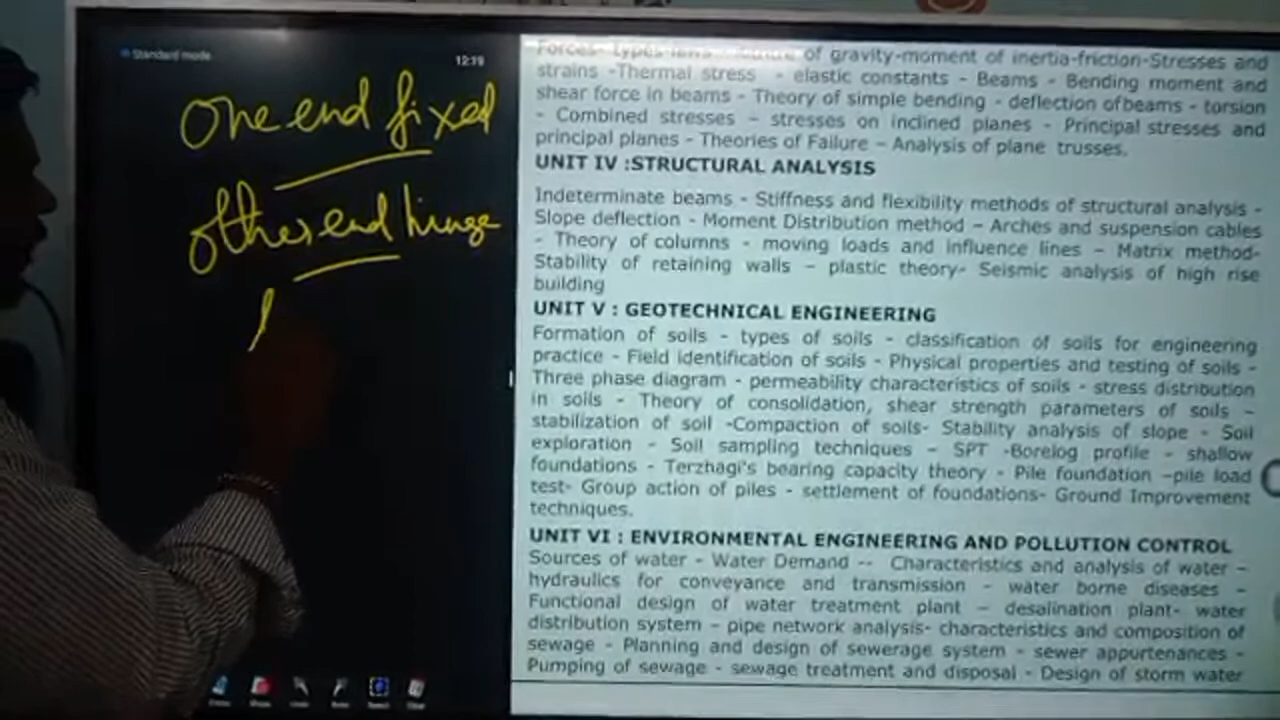 Standard mode
12:19
One end fixed
other end hinge
Forces- types-laws of gravity-moment of inertia-friction-Stresses and
strains -Thermal stress - elastic constants - Beams - Bending moment and
shear force in beams - Theory of simple bending - deflection of beams - torsion
- Combined stresses – stresses on inclined planes - Principal stresses and
principal planes - Theories of Failure – Analysis of plane trusses.
UNIT IV :STRUCTURAL ANALYSIS
Indeterminate beams - Stiffness and flexibility methods of structural analysis -
Slope deflection - Moment Distribution method – Arches and suspension cables
- Theory of columns - moving loads and influence lines – Matrix method-
Stability of retaining walls – plastic theory- Seismic analysis of high rise
building
UNIT V : GEOTECHNICAL ENGINEERING
Formation of soils - types of soils - classification of soils for engineering
practice - Field identification of soils - Physical properties and testing of soils -
Three phase diagram - permeability characteristics of soils - stress distribution
in soils - Theory of consolidation, shear strength parameters of soils –
stabilization of soil -Compaction of soils- Stability analysis of slope - Soil
exploration - Soil sampling techniques – SPT -Borelog profile - shallow
foundations - Terzhagi's bearing capacity theory - Pile foundation –pile load
test- Group action of piles - settlement of foundations- Ground Improvement
techniques.
UNIT VI : ENVIRONMENTAL ENGINEERING AND POLLUTION CONTROL
Sources of water - Water Demand -- Characteristics and analysis of water –
hydraulics for conveyance and transmission - water borne diseases –
Functional design of water treatment plant – desalination plant- water
distribution system – pipe network analysis- characteristics and composition of
sewage - Planning and design of sewerage system - sewer appurtenances -
Pumping of sewage - sewage treatment and disposal - Design of storm water